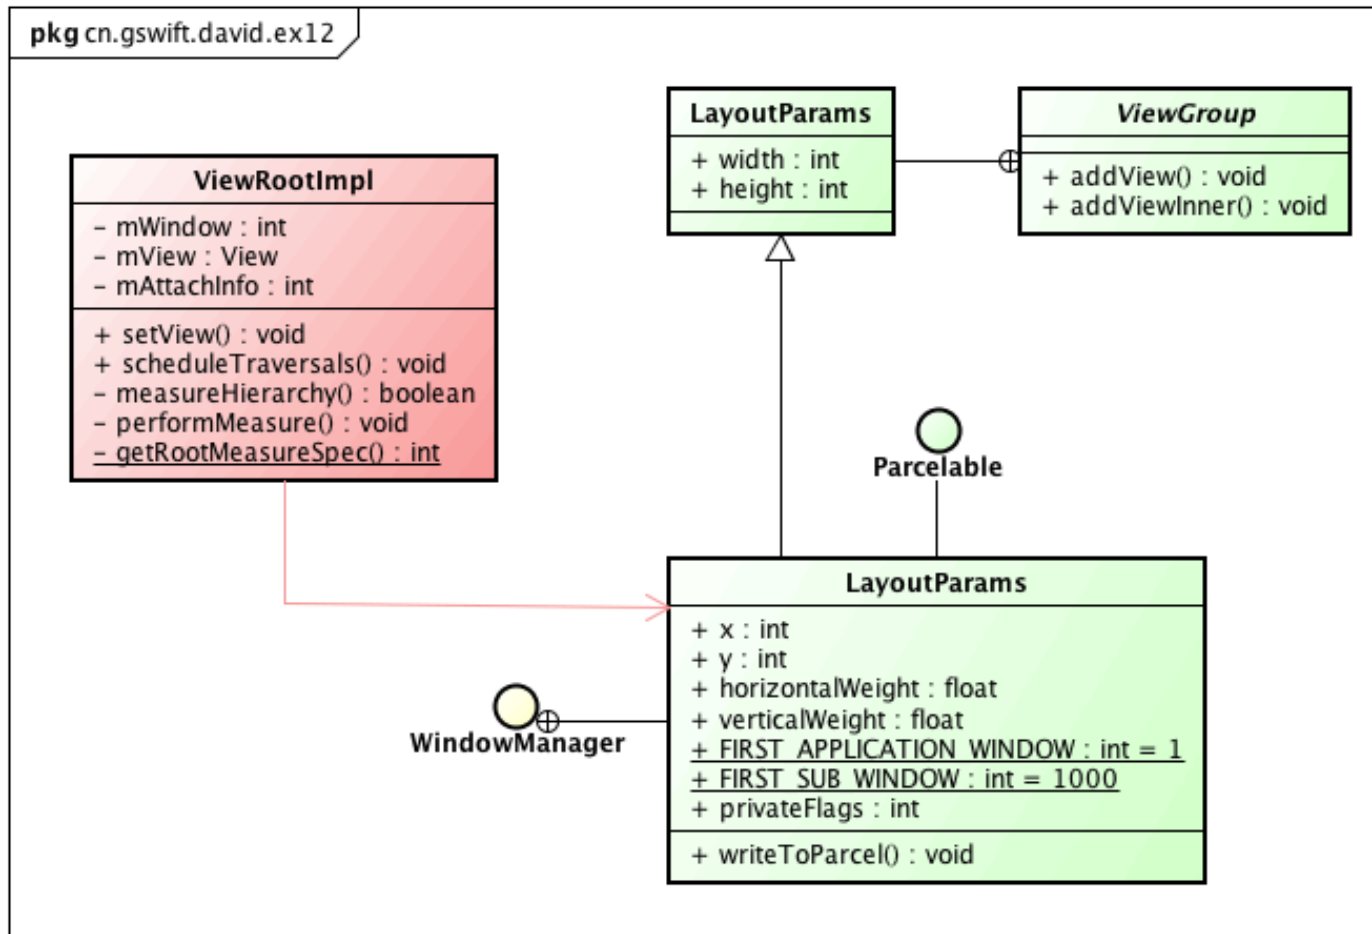 pkg cn.gswift.david.ex12
ViewRootImpl
- mWindow : int
- mView : View
- mAttachInfo : int
+ setView() : void
+ scheduleTraversals() : void
- measureHierarchy() : boolean
- performMeasure() : void
- getRootMeasureSpec() : int
LayoutParams
+ width : int
+ height : int
ViewGroup
+ addView() : void
+ addViewInner() : void
Parcelable
WindowManager
LayoutParams
+ x : int
+ y : int
+ horizontalWeight : float
+ verticalWeight : float
+ FIRST_APPLICATION_WINDOW : int = 1
+ FIRST_SUB_WINDOW : int = 1000
+ privateFlags : int
+ writeToParcel() : void